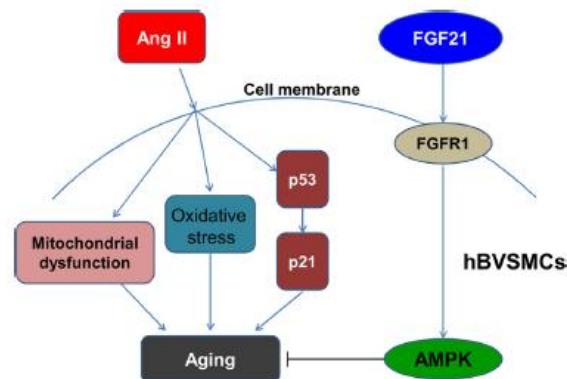 Ang II
FGF21
Cell membrane
FGFR1
p53
Oxidative
stress
Mitochondrial
dysfunction
p21
hBVSMCs
Aging
AMPK